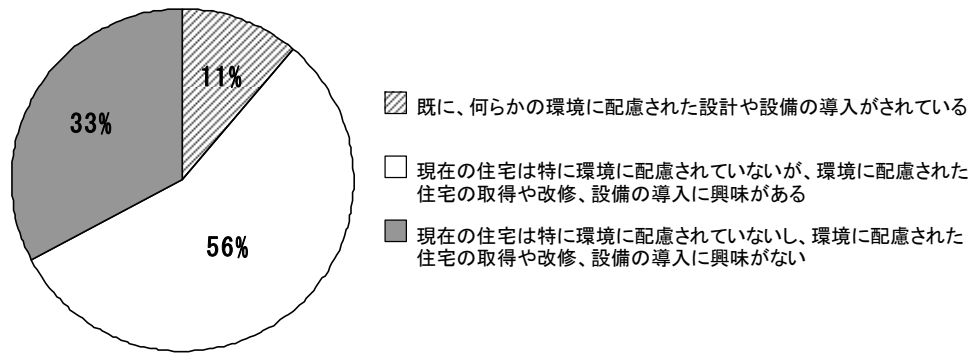 11%
33%
56%
既に、何らかの環境に配慮された設計や設備の導入がされている
現在の住宅は特に環境に配慮されていないが、環境に配慮された
住宅の取得や改修、設備の導入に興味がある
現在の住宅は特に環境に配慮されていないし、環境に配慮された
住宅の取得や改修、設備の導入に興味がない